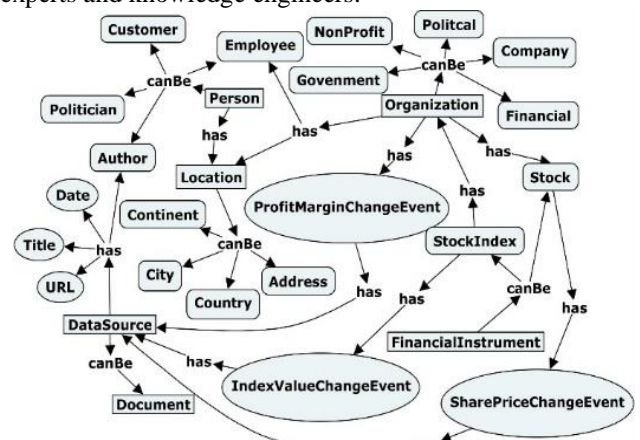 experts and knowledge engineers.
Customer
Employee
NonProfit
Politcal
Company
canBe
Govenment
canBe
Politician
Person
Organization
Financial
has
has
has
has
Author
Location
Stock
Date
has
ProfitMarginChangeEvent
Continent
StockIndex
Title
has
canBe
URL
City
Address
canBe
Country
has
has
has
DataSource
FinancialInstrument
canBe
has
IndexValueChangeEvent
SharePriceChangeEvent
Document